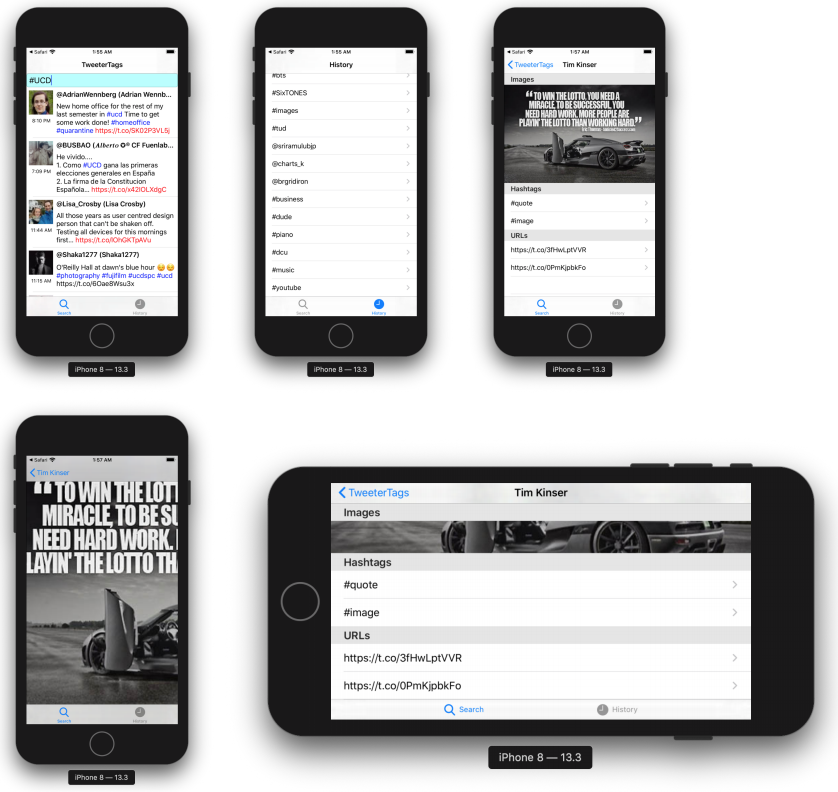 Safari
1:55 AM
TweeterTags
#UCD
@AdrianWennberg (Adrian Wennb...
New home office for the rest of my
last semester in #ucd Time to get
some work done! #homeoffice
#quarantine https://t.co/SK02P3VL5j
8:10 PM
@BUSBAO (Alberto ✪® CF Fuenlab...
He vivido....
1. Como #UCD gana las primeras
elecciones generales en España
2. La firma de la Constitucion
Española... https://t.co/x42IOLXdgC
7:09 PM
@Lisa_Crosby (Lisa Crosby)
All those years as user centred design
person that can't be shaken off.
Testing all devices for this mornings
first... https://t.co/IOhGKTpAVu
11:44 AM
@Shaka1277 (Shaka1277)
O'Reilly Hall at dawn's blue hour 😊😊
#photography #fujifilm #ucdspc #ucd
https://t.co/6Oae8Wsu3x
11:15 AM
Search
History
iPhone 8 — 13.3
Safari
1:55 AM
History
#bts
#SixTONES
#images
#tud
@sriramulubjp
@charts_k
@brgridiron
#business
#dude
#piano
#dcu
#music
#youtube
Search
History
iPhone 8 — 13.3
Safari
1:57 AM
TweeterTags
Tim Kinser
Images
“TO WIN THE LOTTO, YOU NEED A
MIRACLE, TO BE SUCCESSFUL, YOU
NEED HARD WORK. MORE PEOPLE ARE
PLAYIN' THE LOTTO THAN WORKING HARD.”
Hashtags
#quote
#image
URLs
https://t.co/3fHwLptVVR
https://t.co/0PmKjpbkFo
Search
History
iPhone 8 — 13.3
Safari
1:57 AM
Tim Kinser
“TO WIN THE LOTT
MIRACLE, TO BE SU
NEED HARD WORK.
LAYIN' THE LOTTO TH
Search
History
iPhone 8 — 13.3
TweeterTags
Tim Kinser
Images
Hashtags
#quote
#image
URLs
https://t.co/3fHwLptVVR
https://t.co/0PmKjpbkFo
Search
History
iPhone 8 — 13.3